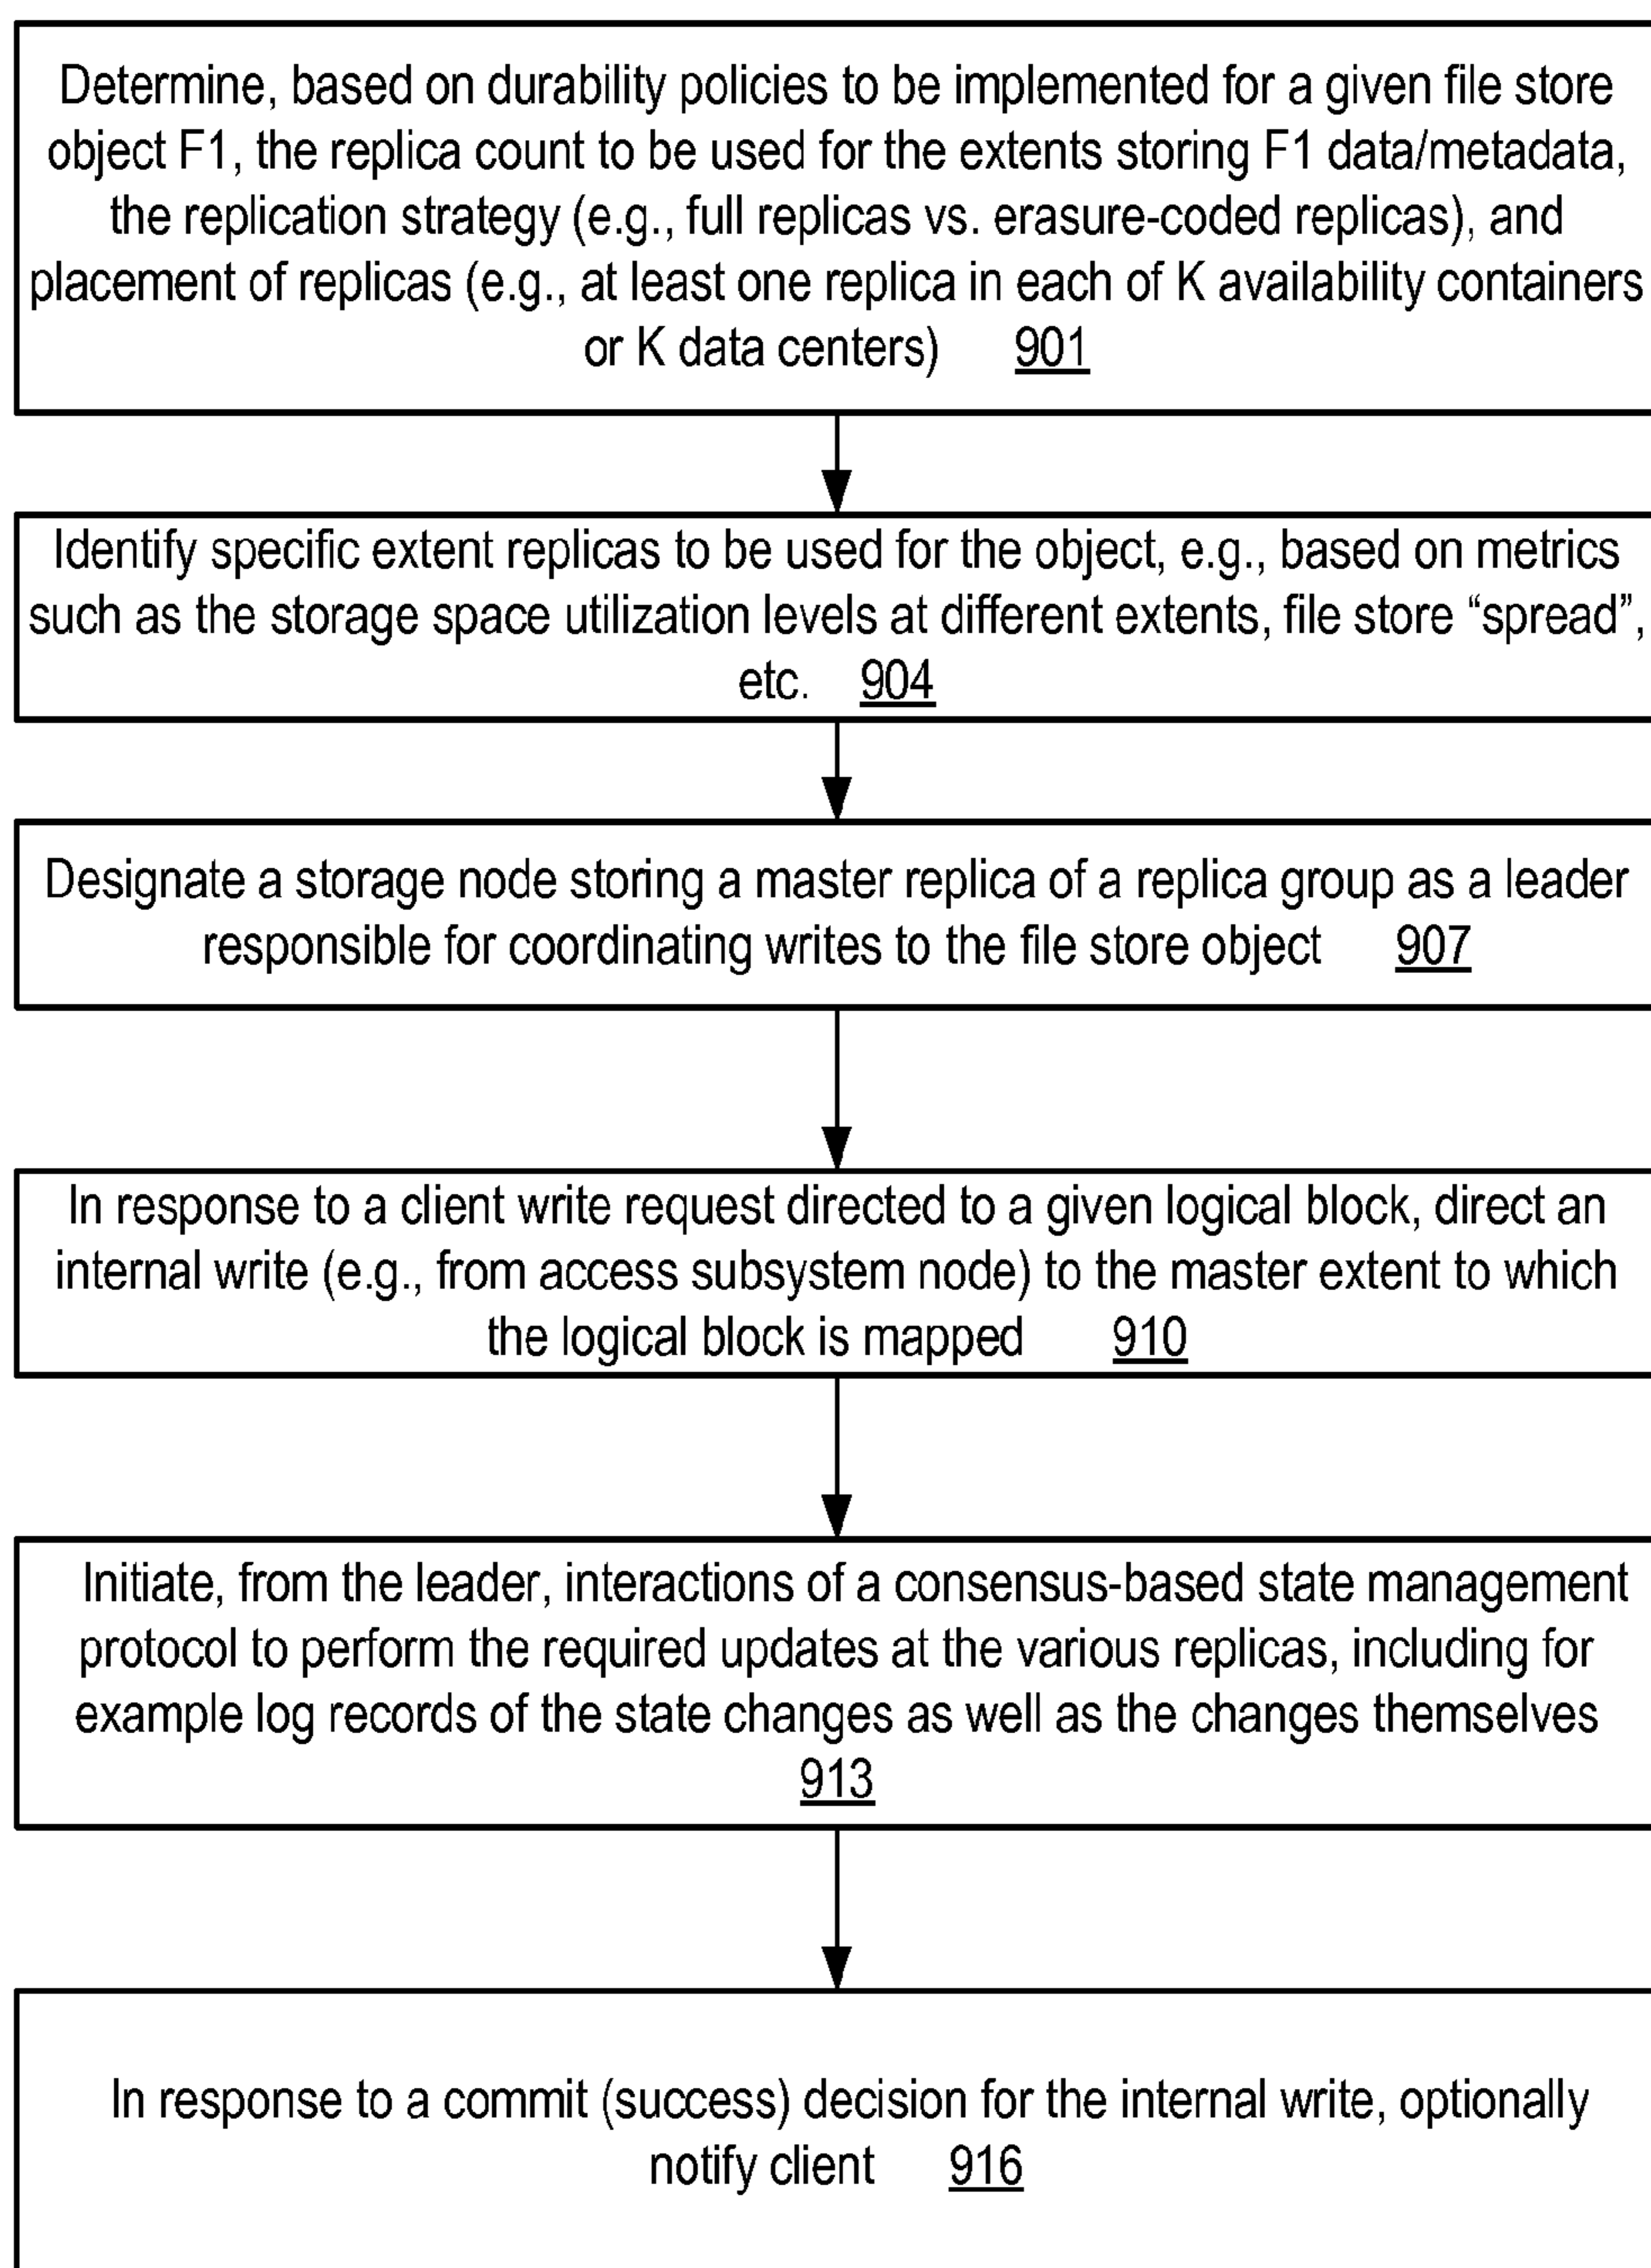 Determine, based on durability policies to be implemented for a given file store
object F1, the replica count to be used for the extents storing F1 data/metadata,
the replication strategy (e.g., full replicas vs. erasure-coded replicas), and
placement of replicas (e.g., at least one replica in each of K availability containers
or K data centers) 901
Identify specific extent replicas to be used for the object, e.g., based on metrics
such as the storage space utilization levels at different extents, file store “spread”,
etc. 904
Designate a storage node storing a master replica of a replica group as a leader
responsible for coordinating writes to the file store object 907
In response to a client write request directed to a given logical block, direct an
internal write (e.g., from access subsystem node) to the master extent to which
the logical block is mapped 910
Initiate, from the leader, interactions of a consensus-based state management
protocol to perform the required updates at the various replicas, including for
example log records of the state changes as well as the changes themselves
913
In response to a commit (success) decision for the internal write, optionally
notify client 916